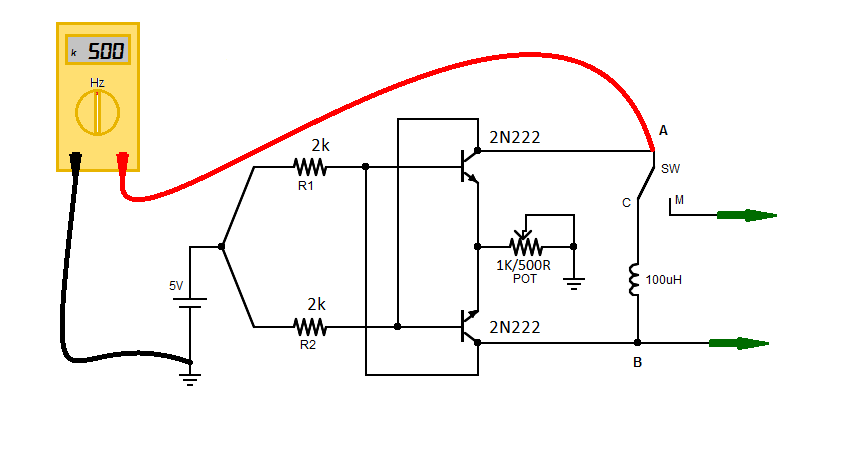 k 500
Hz
A
2N222
2k
SW
R1
C
M
1K/500R
POT
5V
100uH
2k
2N222
R2
B